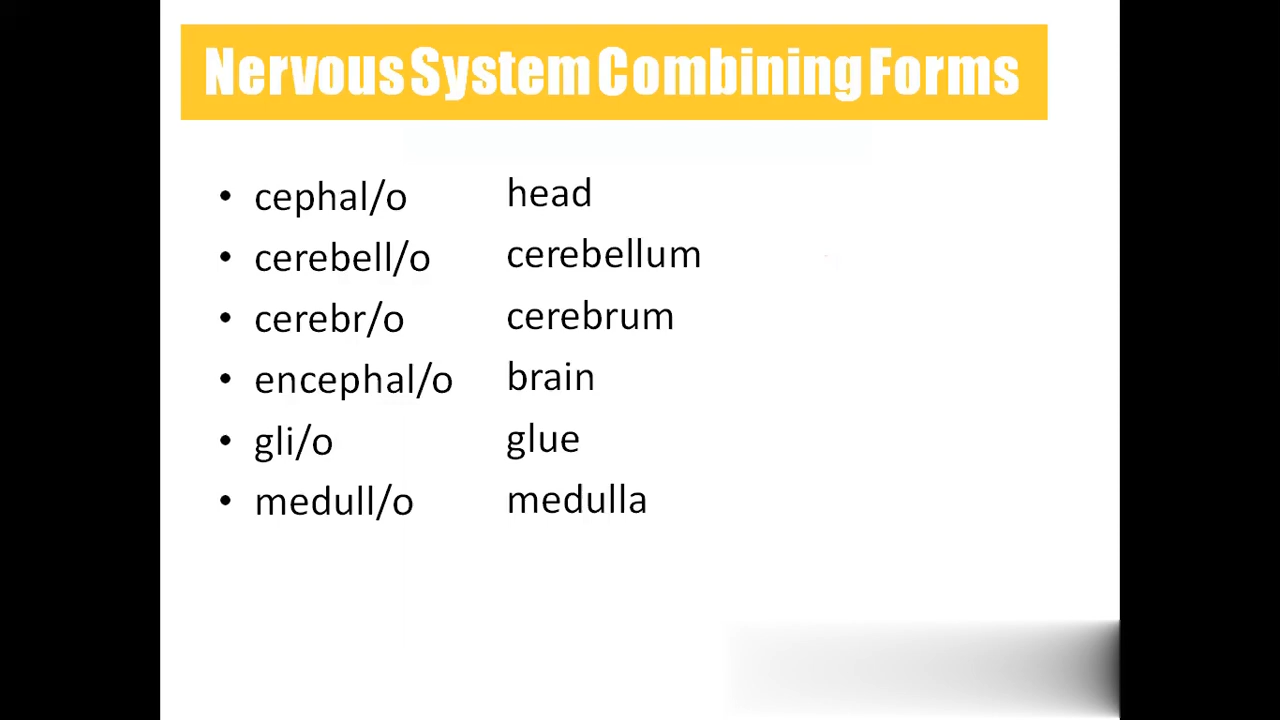 Nervous System Combining Forms
• cephal/o head
• cerebell/o cerebellum
• cerebr/o cerebrum
• encephal/o brain
• gli/o glue
• medull/o medulla